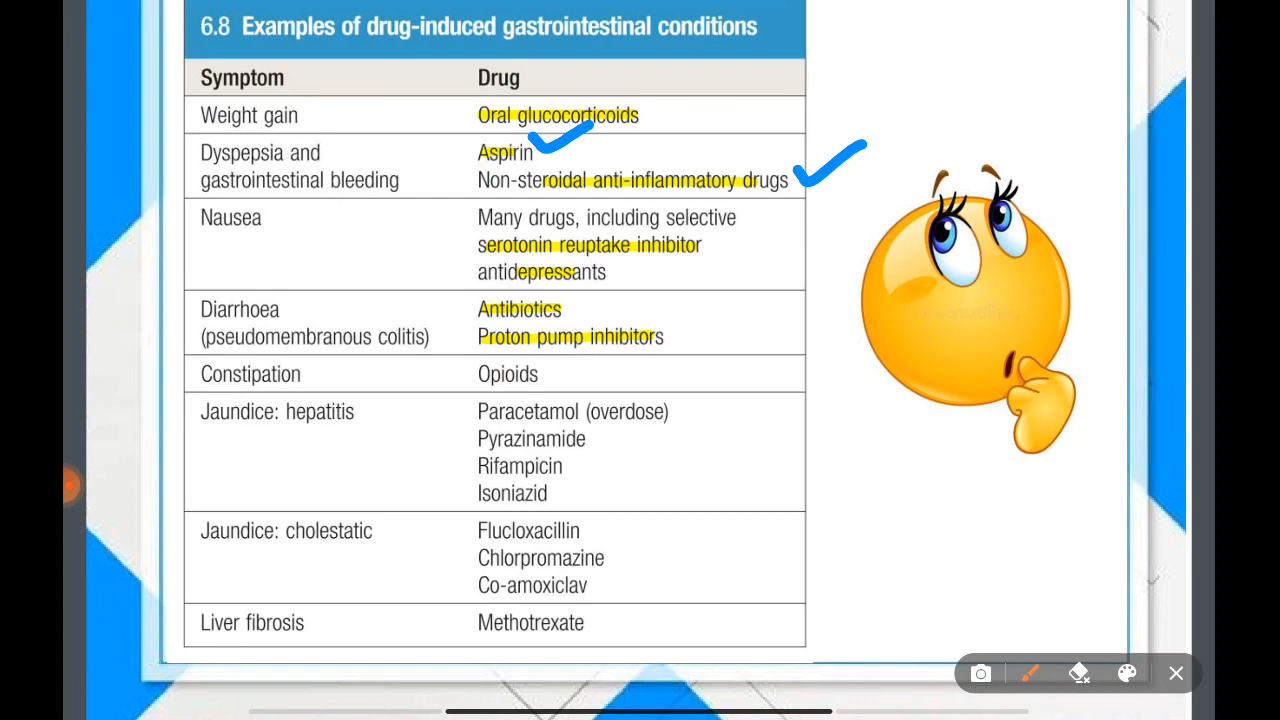 6.8 Examples of drug-induced gastrointestinal conditions
Symptom Drug
Weight gain Oral glucocorticoids
Dyspepsia and Aspirin
gastrointestinal bleeding Non-steroidal anti-inflammatory drugs
Nausea Many drugs, including selective
serotonin reuptake inhibitor
antidepressants
Diarrhoea Antibiotics
(pseudomembranous colitis) Proton pump inhibitors
Constipation Opioids
Jaundice: hepatitis Paracetamol (overdose)
Pyrazinamide
Rifampicin
Isoniazid
Jaundice: cholestatic Flucloxacillin
Chlorpromazine
Co-amoxiclav
Liver fibrosis Methotrexate